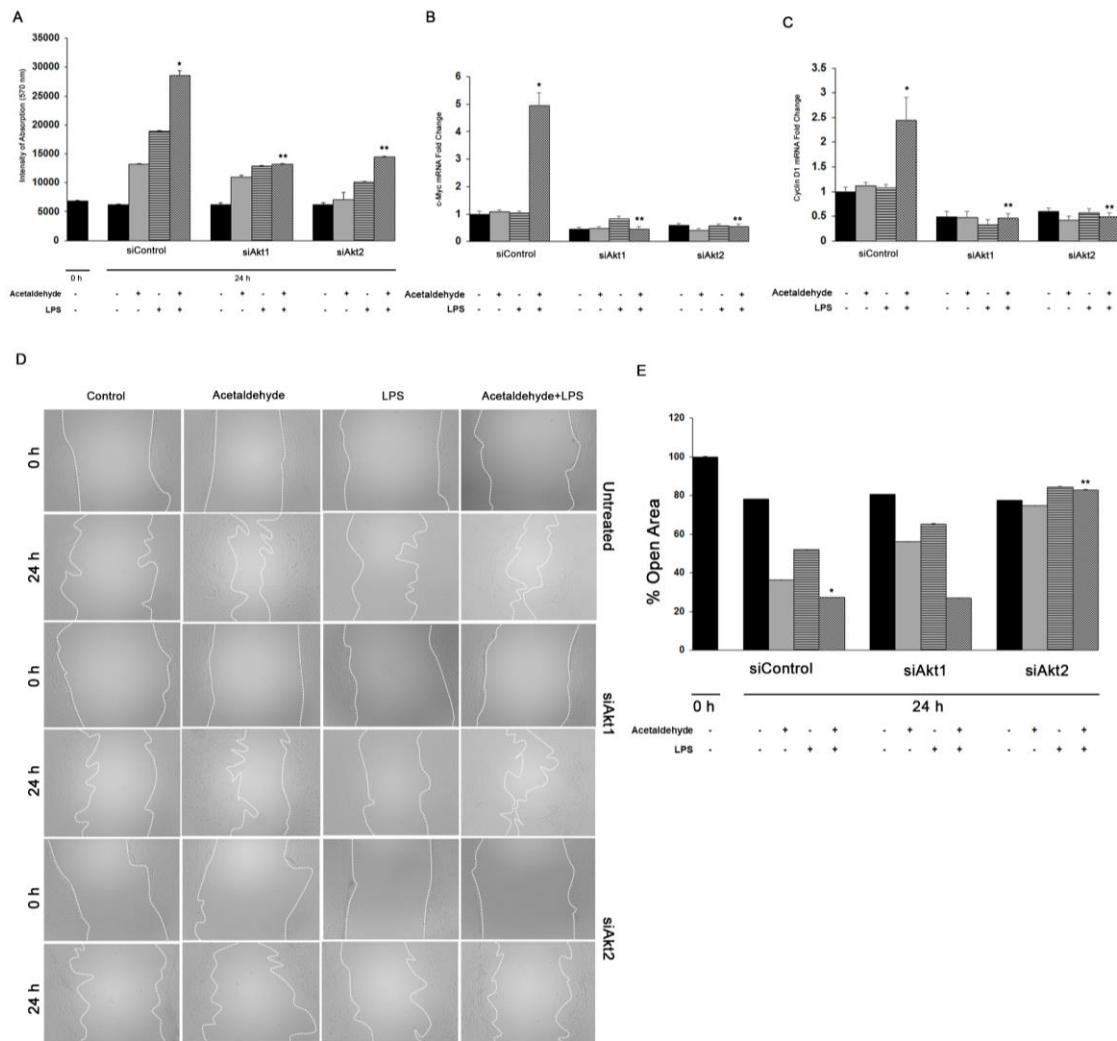 A
Intensity of Absorption (570 nm)
35000
30000
25000
20000
15000
10000
5000
0
*
**
**
siControl siAkt1 siAkt2
0 h 24 h
Acetaldehyde - - + - + - + - + - + - +
LPS - - - + + - - + + - - + +
B
c-Myc mRNA Fold Change
6
5
4
3
2
1
0
*
**
**
siControl siAkt1 siAkt2
Acetaldehyde - + - + - + - + - + - +
LPS - - + + - - + + - - + +
C
Cyclin D1 mRNA Fold Change
3.5
3
2.5
2
1.5
1
0.5
0
*
**
**
siControl siAkt1 siAkt2
Acetaldehyde - + - + - + - + - + - +
LPS - - + + - - + + - - + +
D
Control Acetaldehyde LPS Acetaldehyde+LPS
0 h
24 h
Untreated
0 h
24 h
siAkt1
0 h
24 h
siAkt2
E
% Open Area
120
100
80
60
40
20
0
*
**
siControl siAkt1 siAkt2
0 h 24 h
Acetaldehyde - - + - + - + - + - + - +
LPS - - - + + - - + + - - + +